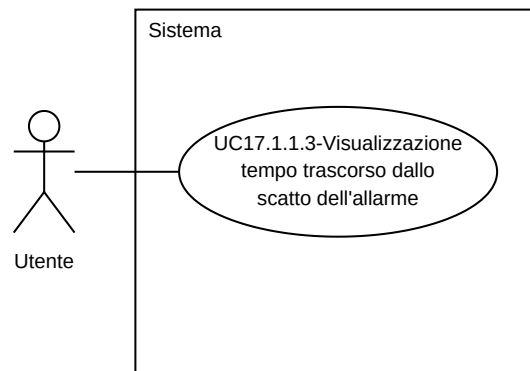 Sistema
UC17.1.1.3-Visualizzazione
tempo trascorso dallo
scatto dell'allarme
Utente